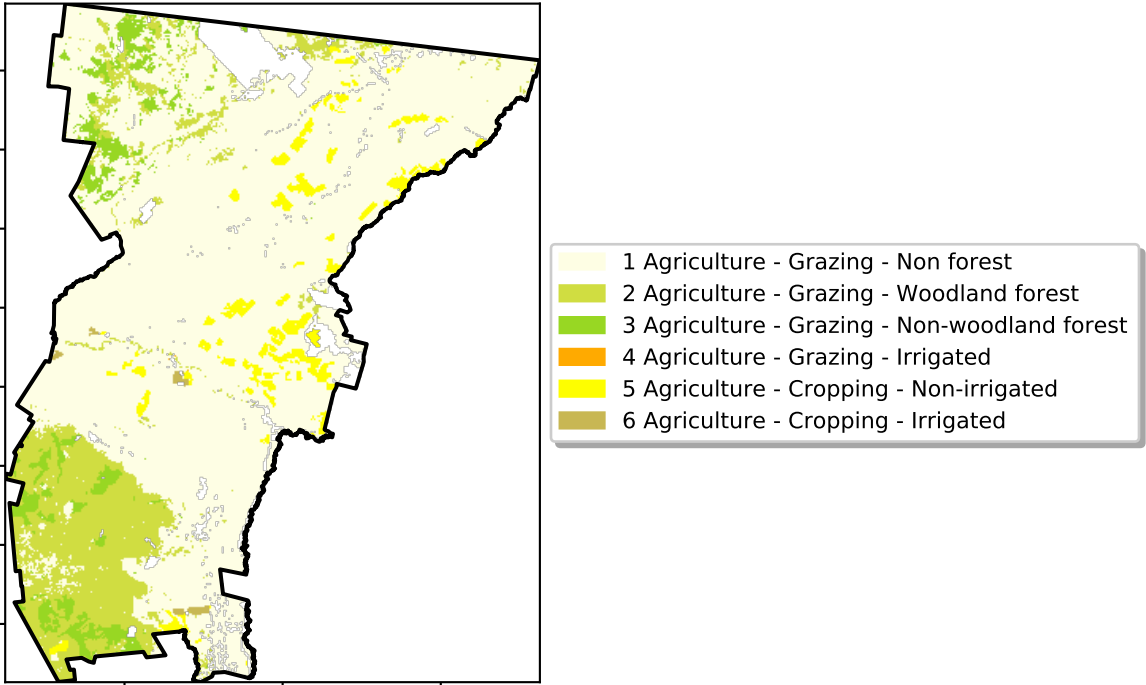 1 Agriculture - Grazing - Non forest
2 Agriculture - Grazing - Woodland forest
3 Agriculture - Grazing - Non-woodland forest
4 Agriculture - Grazing - Irrigated
5 Agriculture - Cropping - Non-irrigated
6 Agriculture - Cropping - Irrigated